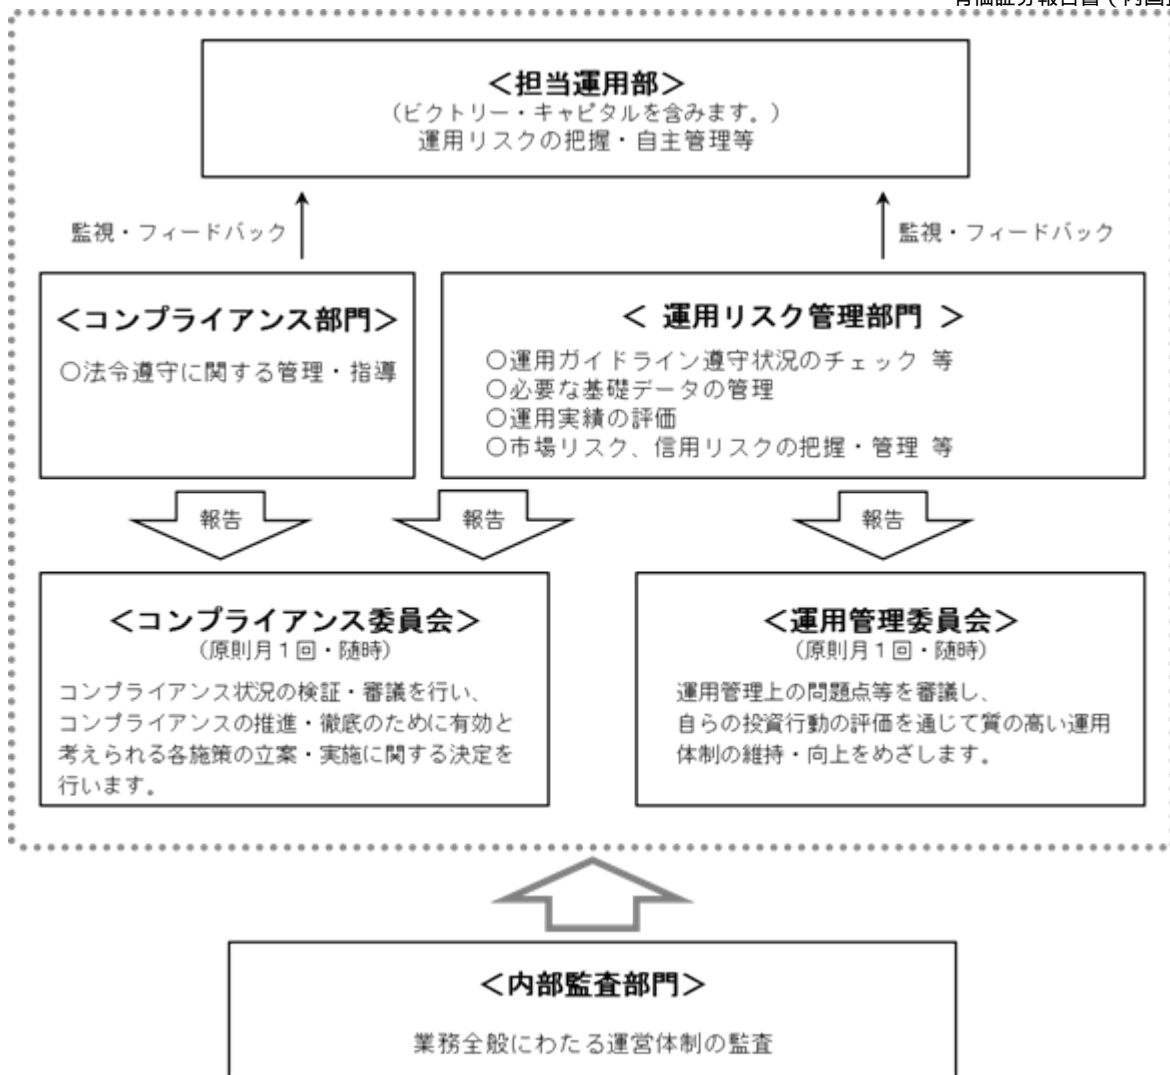 ＜担当運用部＞
（ビクトリー・キャピタルを含みます。）
運用リスクの把握・自主管理等
監視・フィードバック
監視・フィードバック
＜コンプライアンス部門＞
○法令遵守に関する管理・指導
＜ 運用リスク管理部門 ＞
○運用ガイドライン遵守状況のチェック 等
○必要な基礎データの管理
○運用実績の評価
○市場リスク、信用リスクの把握・管理 等
報告
報告
報告
＜コンプライアンス委員会＞
（原則月１回・随時）
コンプライアンス状況の検証・審議を行い、
コンプライアンスの推進・徹底のために有効と
考えられる各施策の立案・実施に関する決定を
行います。
＜運用管理委員会＞
（原則月１回・随時）
運用管理上の問題点等を審議し、
自らの投資行動の評価を通じて質の高い運用
体制の維持・向上をめざします。
＜内部監査部門＞
業務全般にわたる運営体制の監査